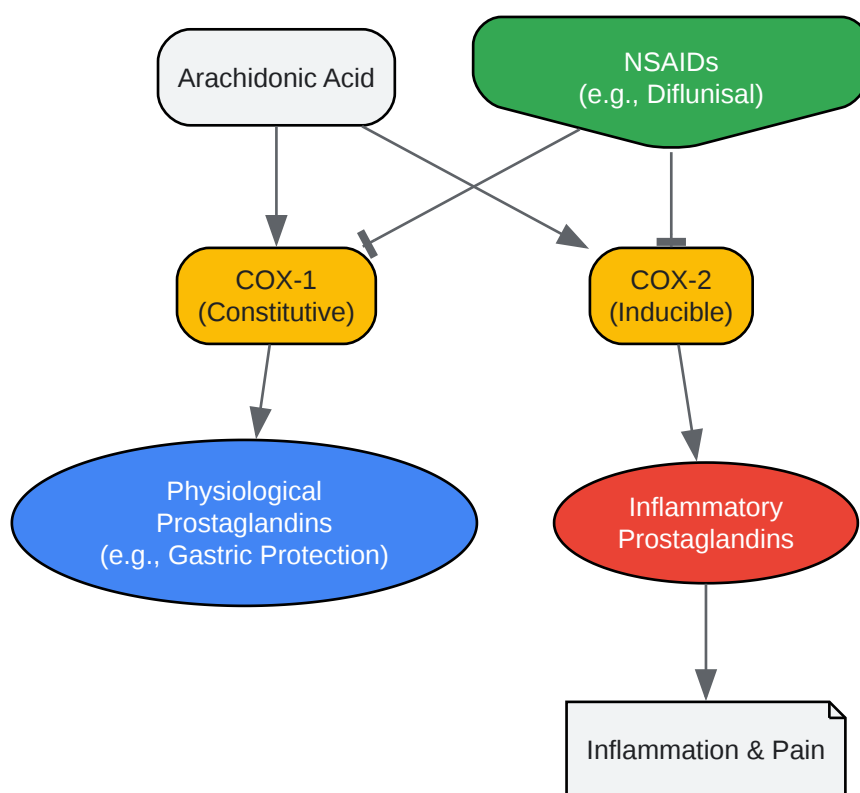 Arachidonic Acid
NSAIDs
(e.g., Diflunisal)
COX-1
(Constitutive)
COX-2
(Inducible)
Physiological
Prostaglandins
(e.g., Gastric Protection)
Inflammatory
Prostaglandins
Inflammation & Pain